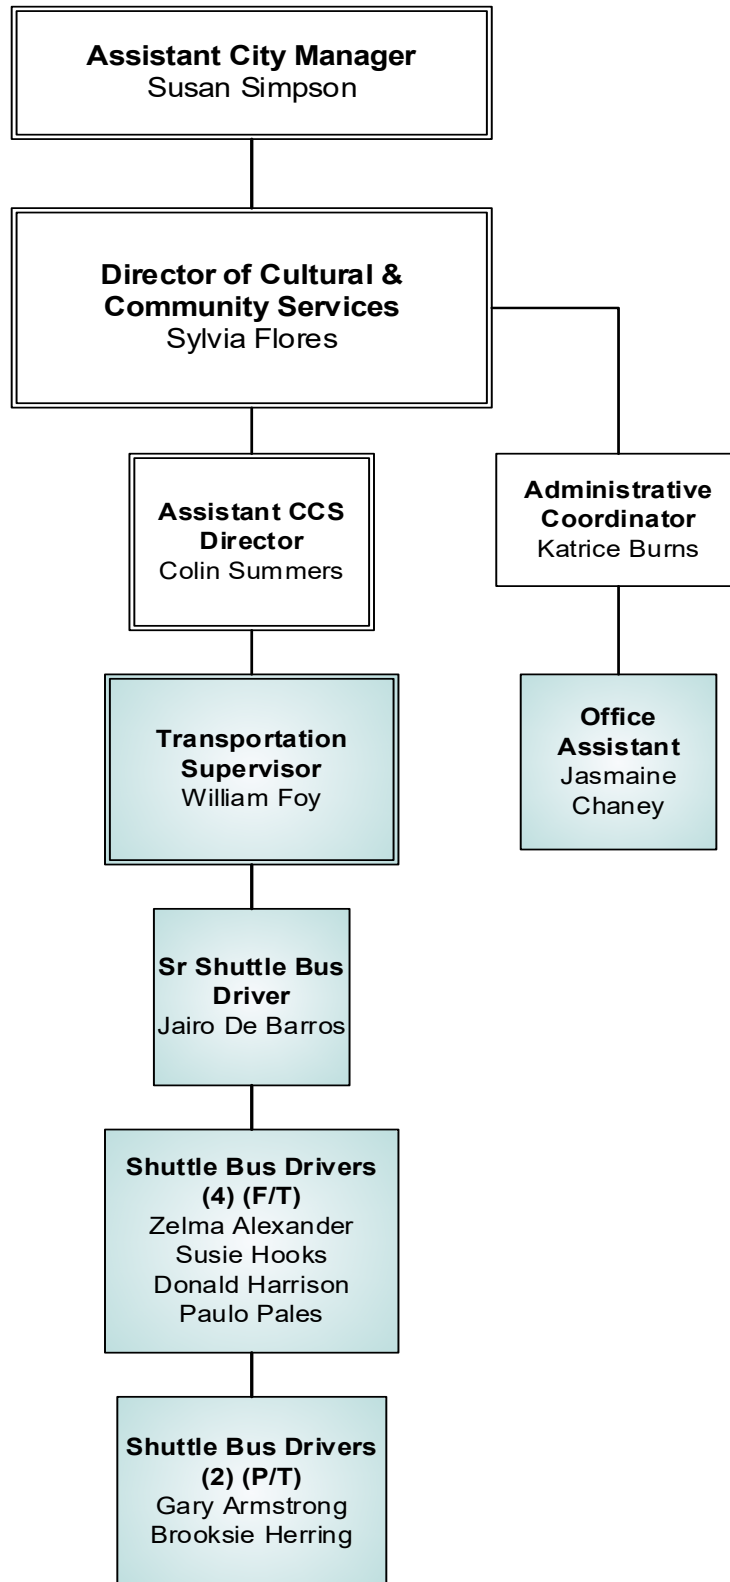 Assistant City Manager
Susan Simpson
Director of Cultural &
Community Services
Sylvia Flores
Assistant CCS
Director
Colin Summers
Administrative
Coordinator
Katrice Burns
Transportation
Supervisor
William Foy
Office
Assistant
Jasmaine
Chaney
Sr Shuttle Bus
Driver
Jairo De Barros
Shuttle Bus Drivers
(4) (F/T)
Zelma Alexander
Susie Hooks
Donald Harrison
Paulo Pales
Shuttle Bus Drivers
(2) (P/T)
Gary Armstrong
Brooksie Herring